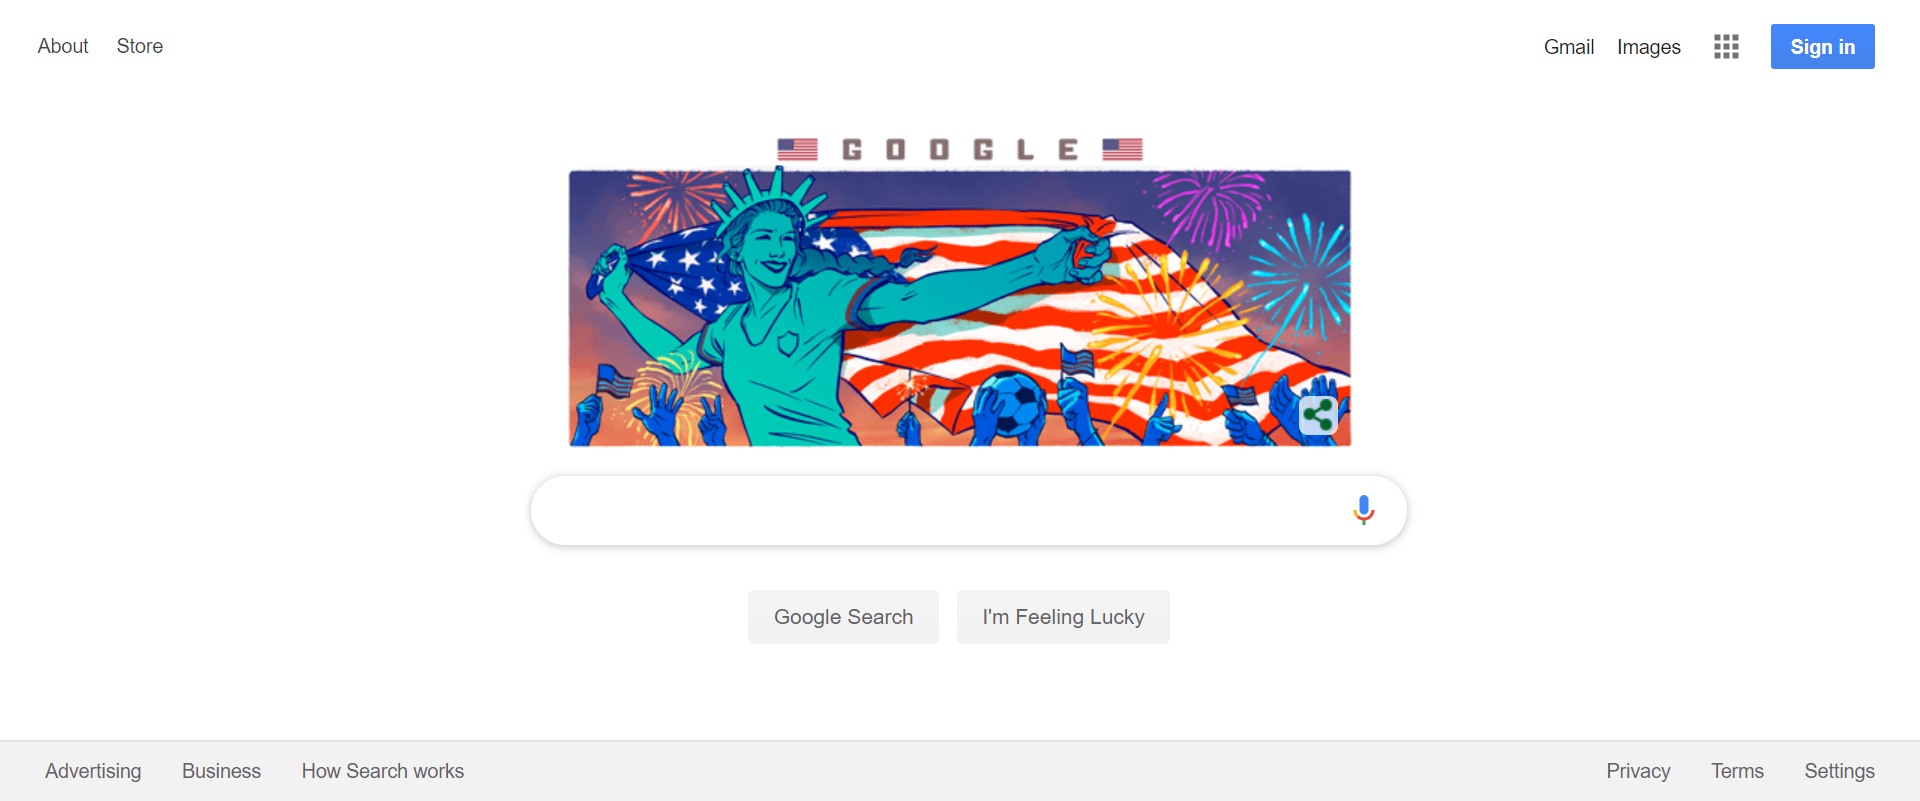 About Store
Gmail Images Sign in
GOOGLE
Google Search I'm Feeling Lucky
Advertising Business How Search works
Privacy Terms Settings